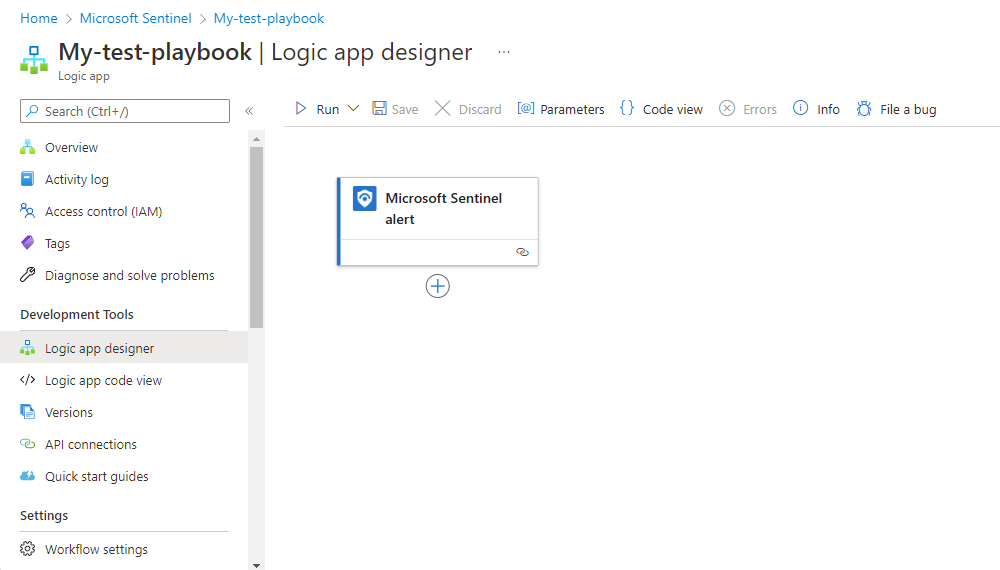 Home > Microsoft Sentinel > My-test-playbook
My-test-playbook | Logic app designer ...
Logic app
Search (Ctrl+/) «
Run Save Discard Parameters Code view Errors Info File a bug
Overview
Activity log
Access control (IAM)
Tags
Diagnose and solve problems
Development Tools
Logic app designer
Logic app code view
Versions
API connections
Quick start guides
Settings
Workflow settings
Microsoft Sentinel
alert